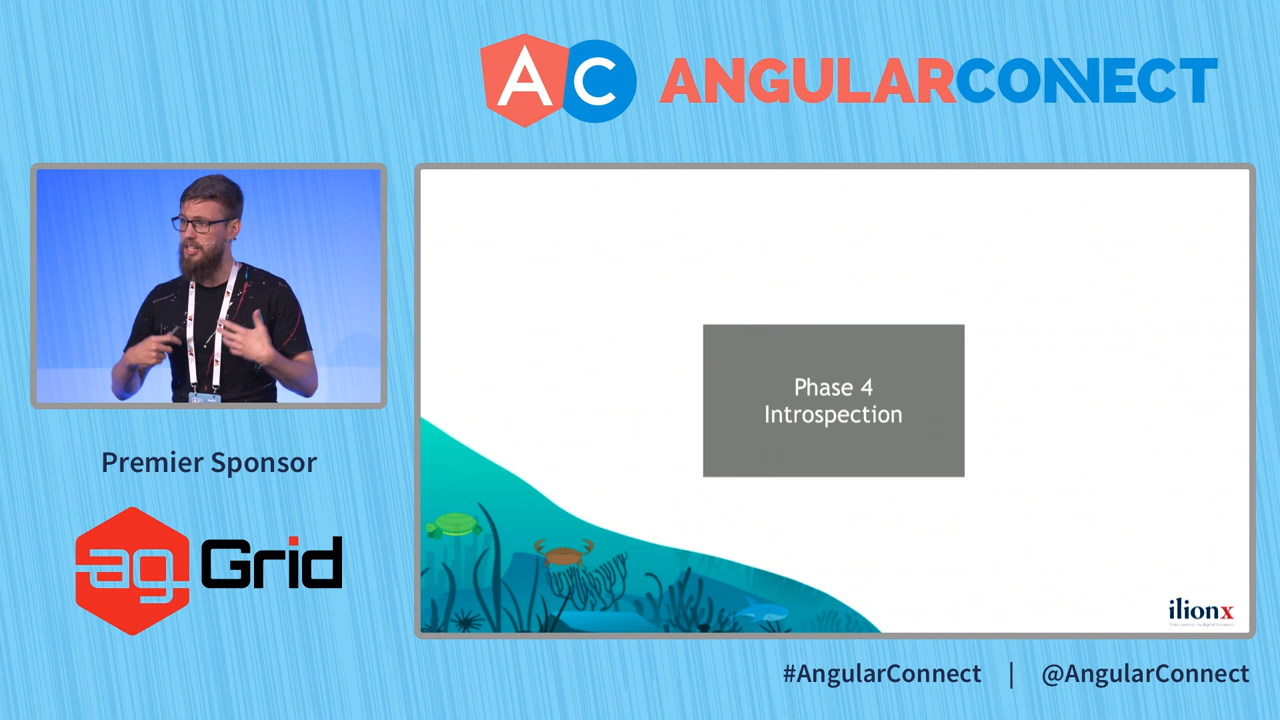 AC ANGULARCONNECT
Phase 4
Introspection
Premier Sponsor
ag Grid
ilionx
#AngularConnect | @AngularConnect